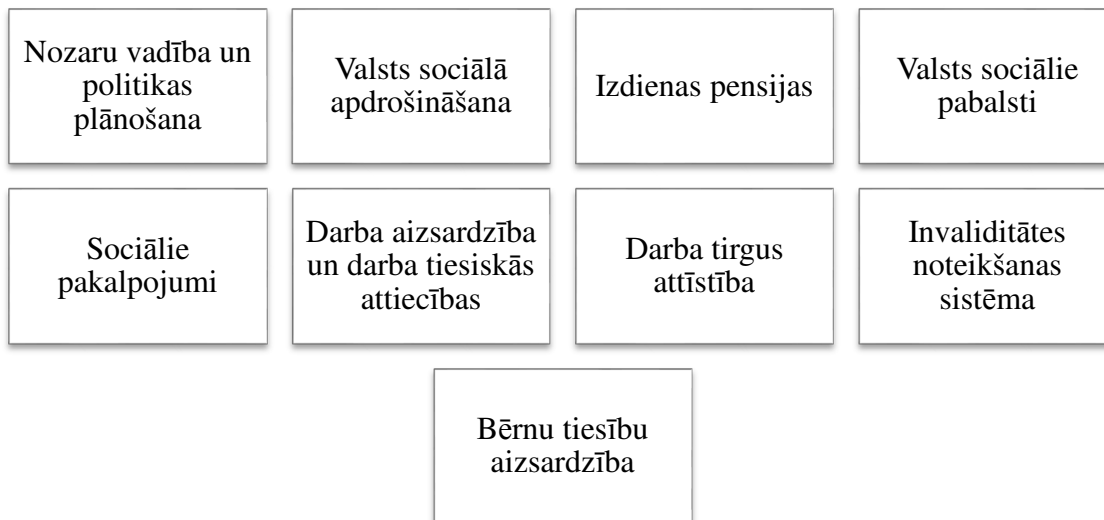 Nozaru vadība un
politikas
plānošana
Valsts sociālā
apdrošināšana
Izdienas pensijas
Valsts sociālie
pabalsti
Sociālie
pakalpojumi
Darba aizsardzība
un darba tiesiskās
attiecības
Darba tirgus
attīstība
Invaliditātes
noteikšanas
sistēma
Bērnu tiesību
aizsardzība